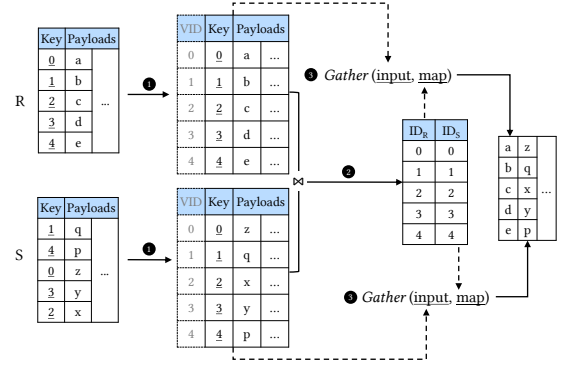 R
Key Payloads
0 a ...
1 b
2 c
3 d
4 e
1
VID Key Payloads
0 0 a ...
1 1 b ...
2 2 c ...
3 3 d ...
4 4 e ...
3 Gather (input, map)
ID_R ID_S
0 0
1 1
2 2
3 3
4 4
a z
b q
c x ...
d y
e p
⋈
2
S
Key Payloads
1 q
4 p
0 z ...
3 y
2 x
1
VID Key Payloads
0 0 z ...
1 1 q ...
2 2 x ...
3 3 y ...
4 4 p ...
3 Gather (input, map)